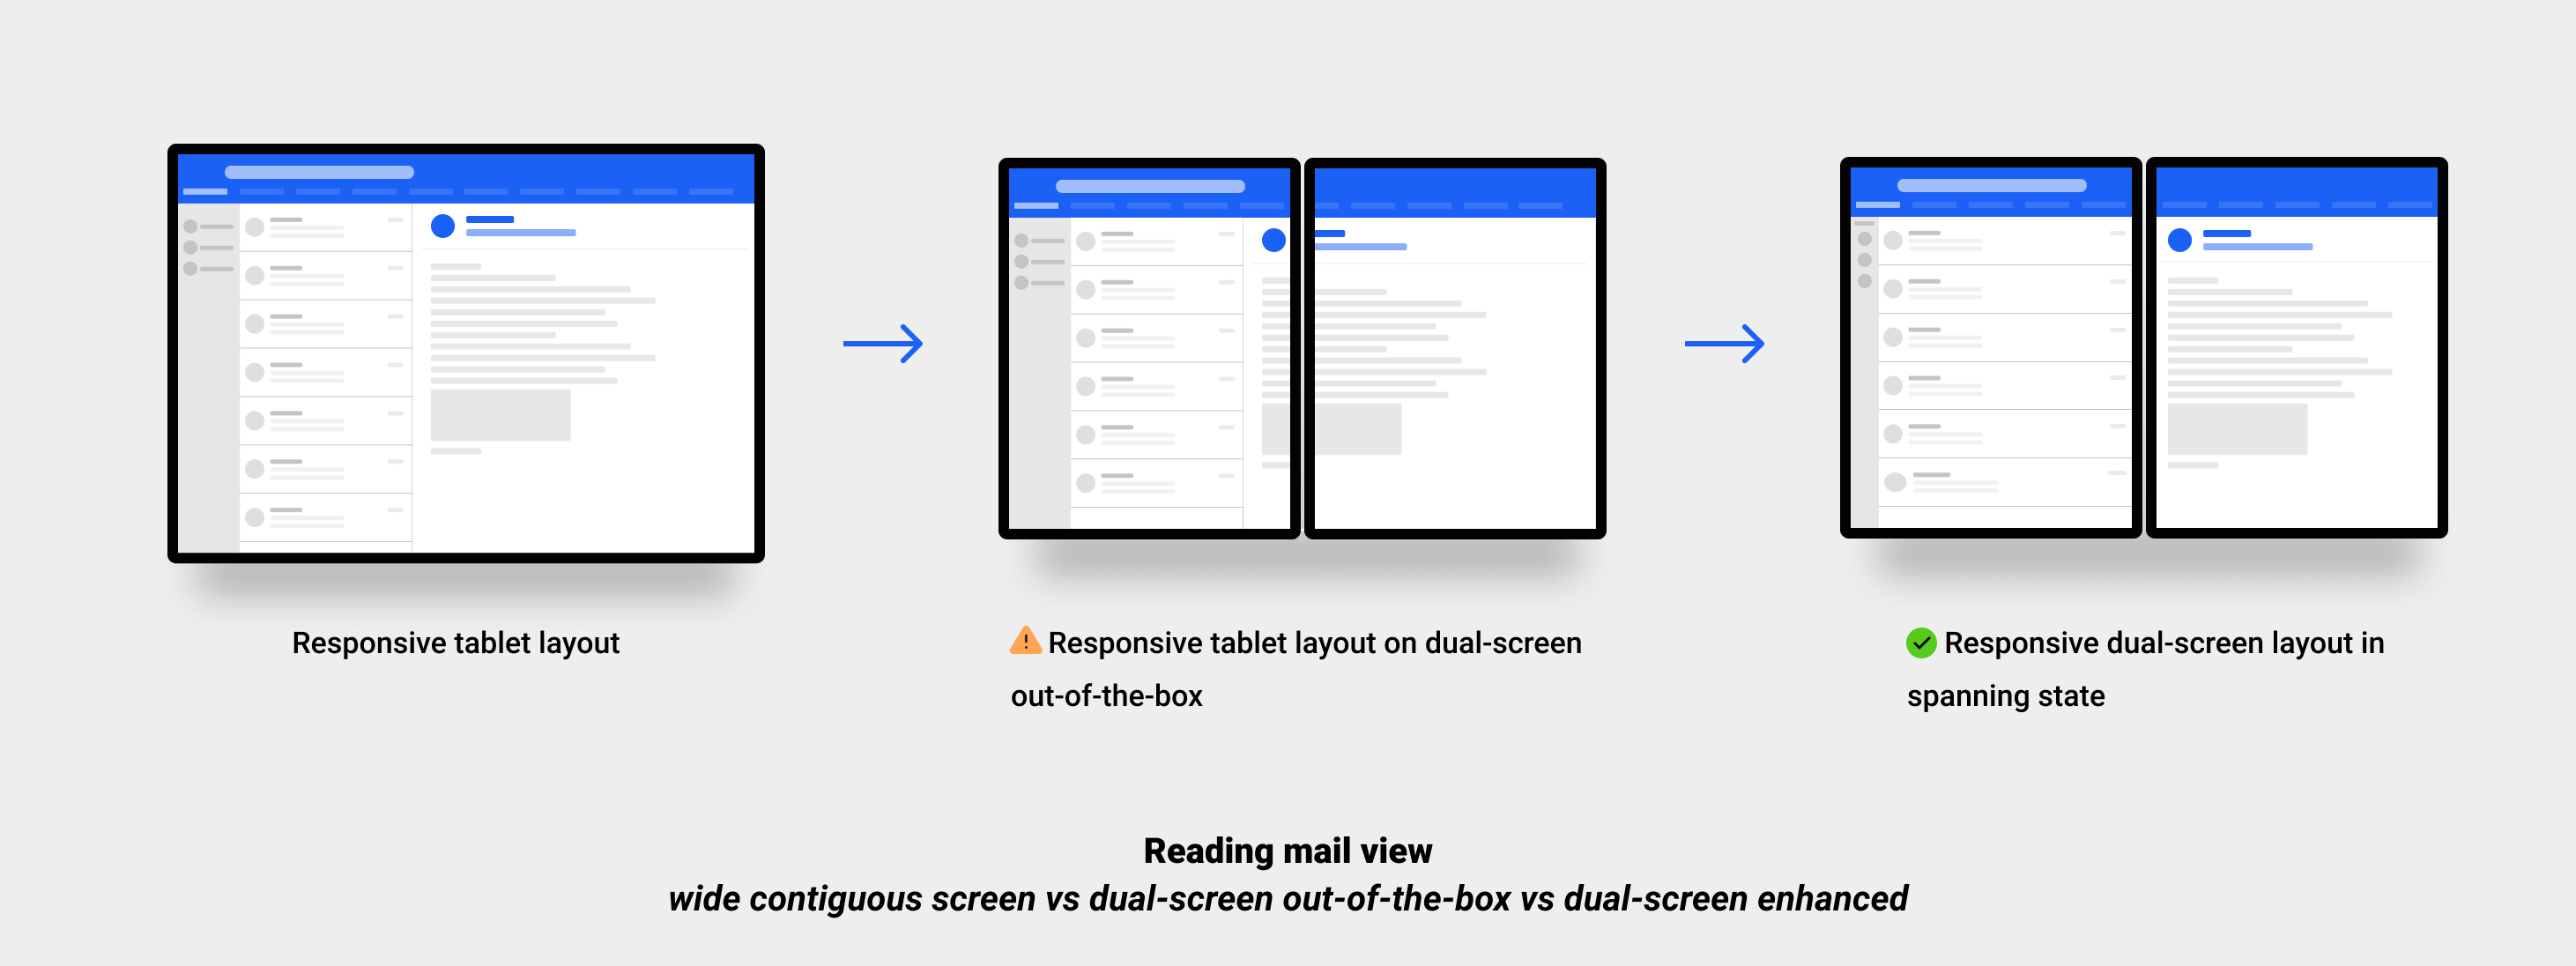 Responsive tablet layout
Responsive tablet layout on dual-screen
out-of-the-box
Responsive dual-screen layout in
spanning state
Reading mail view
wide contiguous screen vs dual-screen out-of-the-box vs dual-screen enhanced